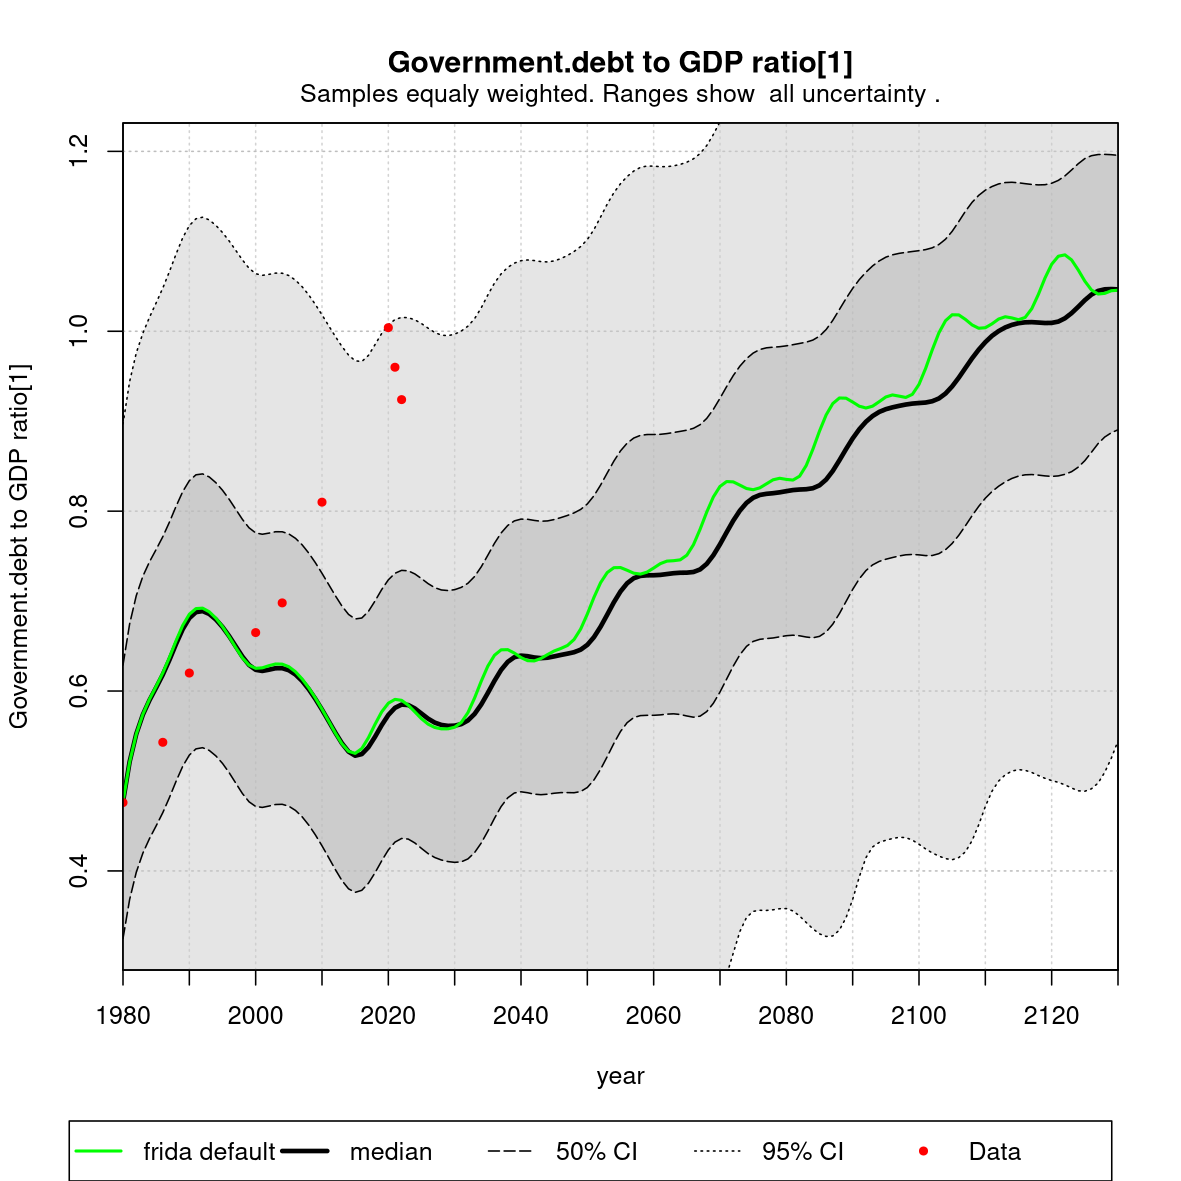 Government.debt to GDP ratio[1]
Samples equaly weighted. Ranges show  all uncertainty .
Government.debt to GDP ratio[1]
1.2
1.0
0.8
0.6
0.4
1980 2000 2020 2040 2060 2080 2100 2120
year
frida default median 50% CI 95% CI Data